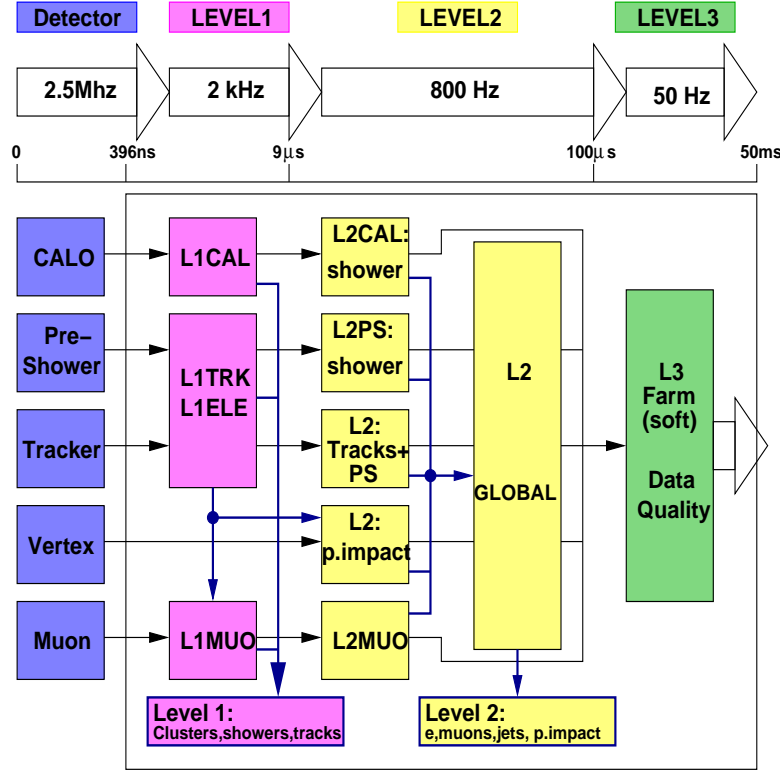 Detector LEVEL1 LEVEL2 LEVEL3
2.5Mhz 2 kHz 800 Hz 50 Hz
0 396ns 9μs 100μs 50ms
CALO
L1CAL
L2CAL:
shower
Pre–
Shower
L1TRK
L1ELE
L2PS:
shower
L2
GLOBAL
L3
Farm
(soft)
Data
Quality
Tracker
L2:
Tracks+
PS
Vertex
L2:
p.impact
Muon
L1MUO
L2MUO
Level 1:
Clusters,showers,tracks
Level 2:
e,muons,jets, p.impact